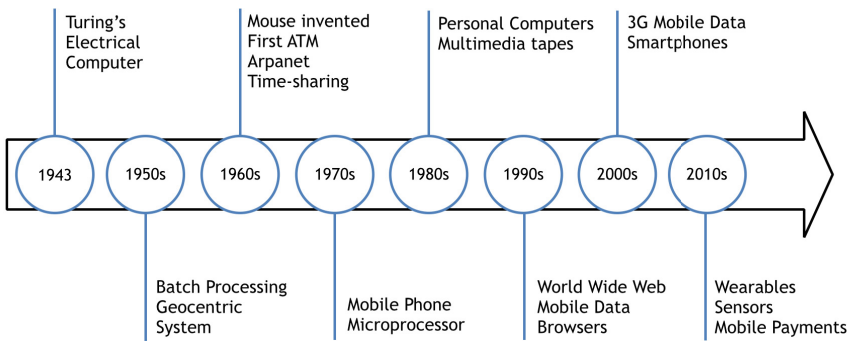 Turing's
Electrical
Computer
Mouse invented
First ATM
Arpanet
Time-sharing
Personal Computers
Multimedia tapes
3G Mobile Data
Smartphones
1943
1950s
1960s
1970s
1980s
1990s
2000s
2010s
Batch Processing
Geocentric
System
Mobile Phone
Microprocessor
World Wide Web
Mobile Data
Browsers
Wearables
Sensors
Mobile Payments